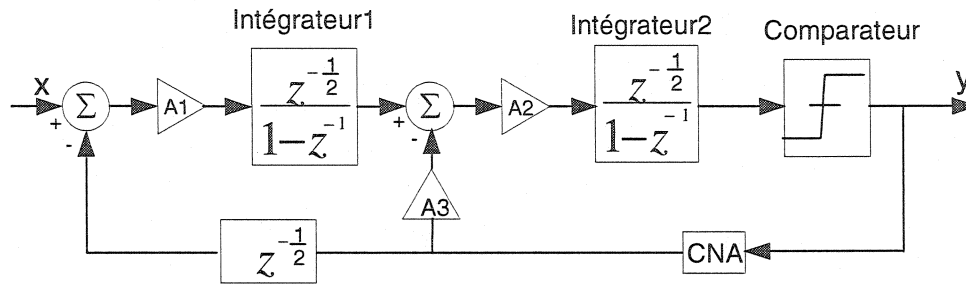 Intégrateur1
Intégrateur2
Comparateur
x
+
-
Σ
A1
z^{-1/2}
1-z^{-1}
+
-
Σ
A2
z^{-1/2}
1-z^{-1}
y
A3
z^{-1/2}
CNA